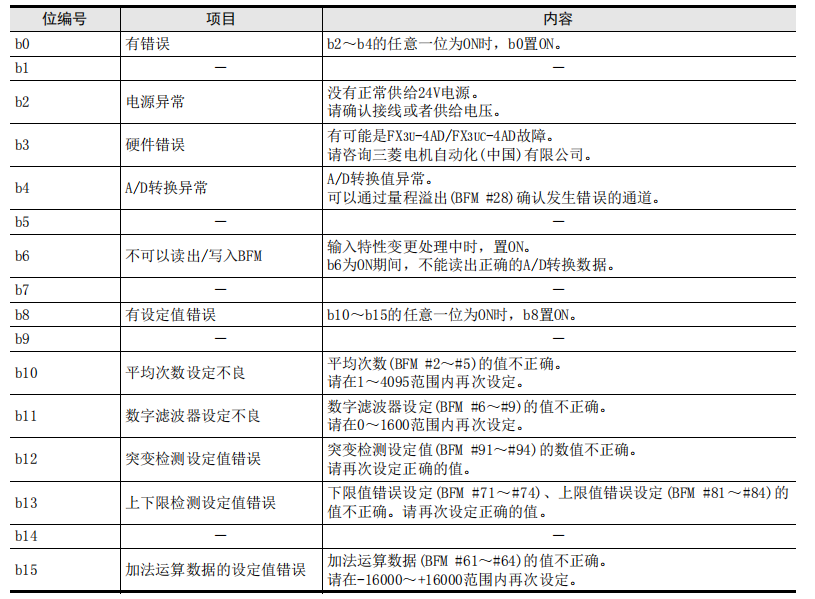 位编号 项目 内容
b0 有错误 b2～b4的任意一位为ON时，b0置ON。
b1 － －
b2 电源异常 没有正常供给24V电源。
请确认接线或者供给电压。
b3 硬件错误 有可能是FX3U-4AD/FX3UC-4AD故障。
请咨询三菱电机自动化(中国)有限公司。
b4 A/D转换异常 A/D转换值异常。
可以通过量程溢出(BFM #28)确认发生错误的通道。
b5 － －
b6 不可以读出/写入BFM 输入特性变更处理中时，置ON。
b6为ON期间，不能读出正确的A/D转换数据。
b7 － －
b8 有设定值错误 b10～b15的任意一位为ON时，b8置ON。
b9 － －
b10 平均次数设定不良 平均次数(BFM #2～#5)的值不正确。
请在1～4095范围内再次设定。
b11 数字滤波器设定不良 数字滤波器设定(BFM #6～#9)的值不正确。
请在0～1600范围内再次设定。
b12 突变检测设定值错误 突变检测设定值(BFM #91～#94)的数值不正确。
请再次设定正确的值。
b13 上下限检测设定值错误 下限值错误设定(BFM #71～#74)、上限值错误设定(BFM #81～#84)的
值不正确。请再次设定正确的值。
b14 － －
b15 加法运算数据的设定值错误 加法运算数据(BFM #61～#64)的值不正确。
请在-16000～+16000范围内再次设定。